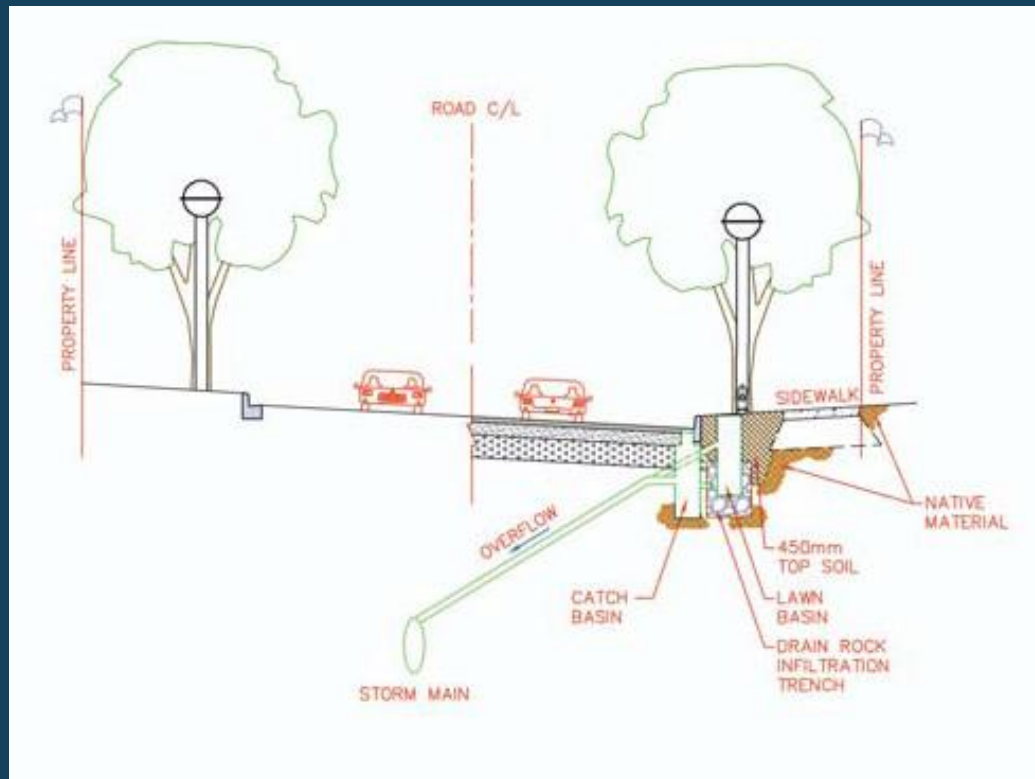 ROAD C/L
PROPERTY LINE
PROPERTY LINE
SIDEWALK
NATIVE
MATERIAL
OVERFLOW
450mm
TOP SOIL
CATCH
BASIN
LAWN
BASIN
DRAIN ROCK
INFILTRATION
TRENCH
STORM MAIN